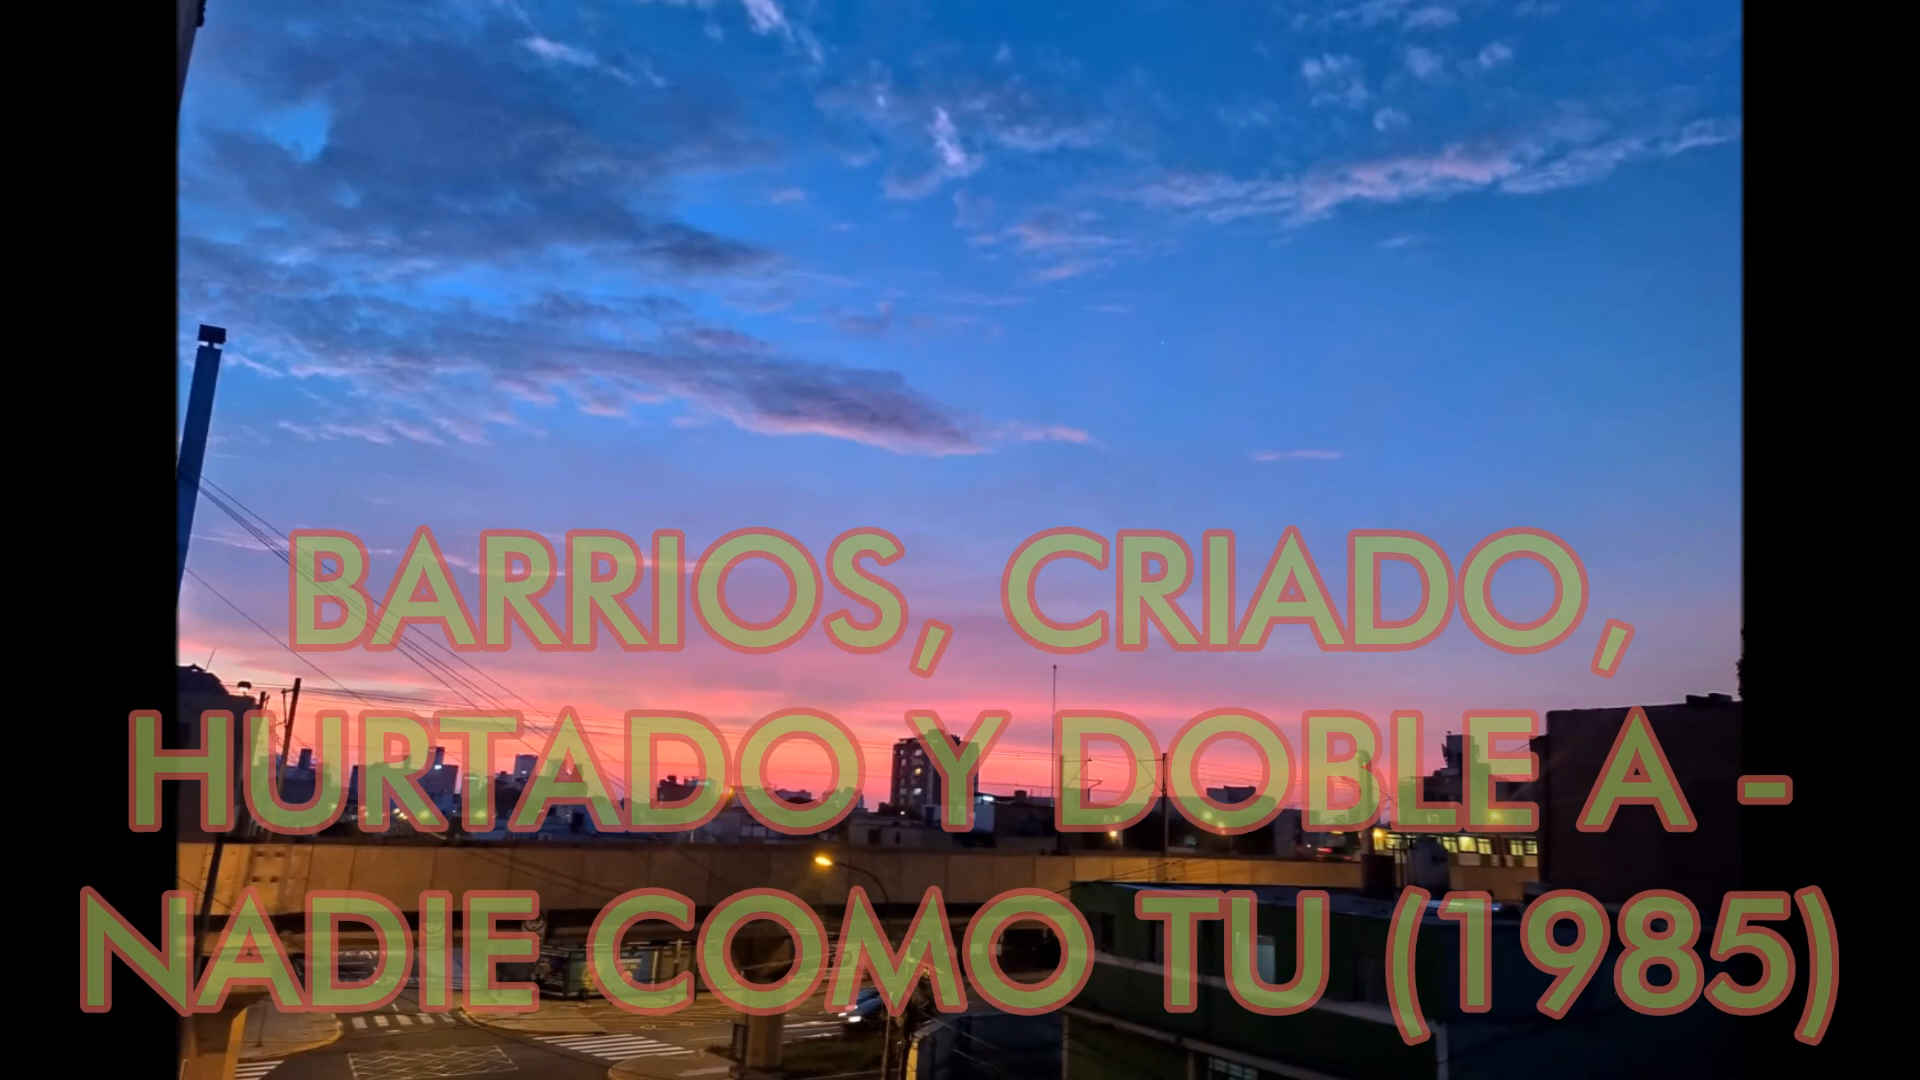 BARRIOS, CRIADO,
HURTADO Y DOBLE A -
NADIE COMO TU (1985)